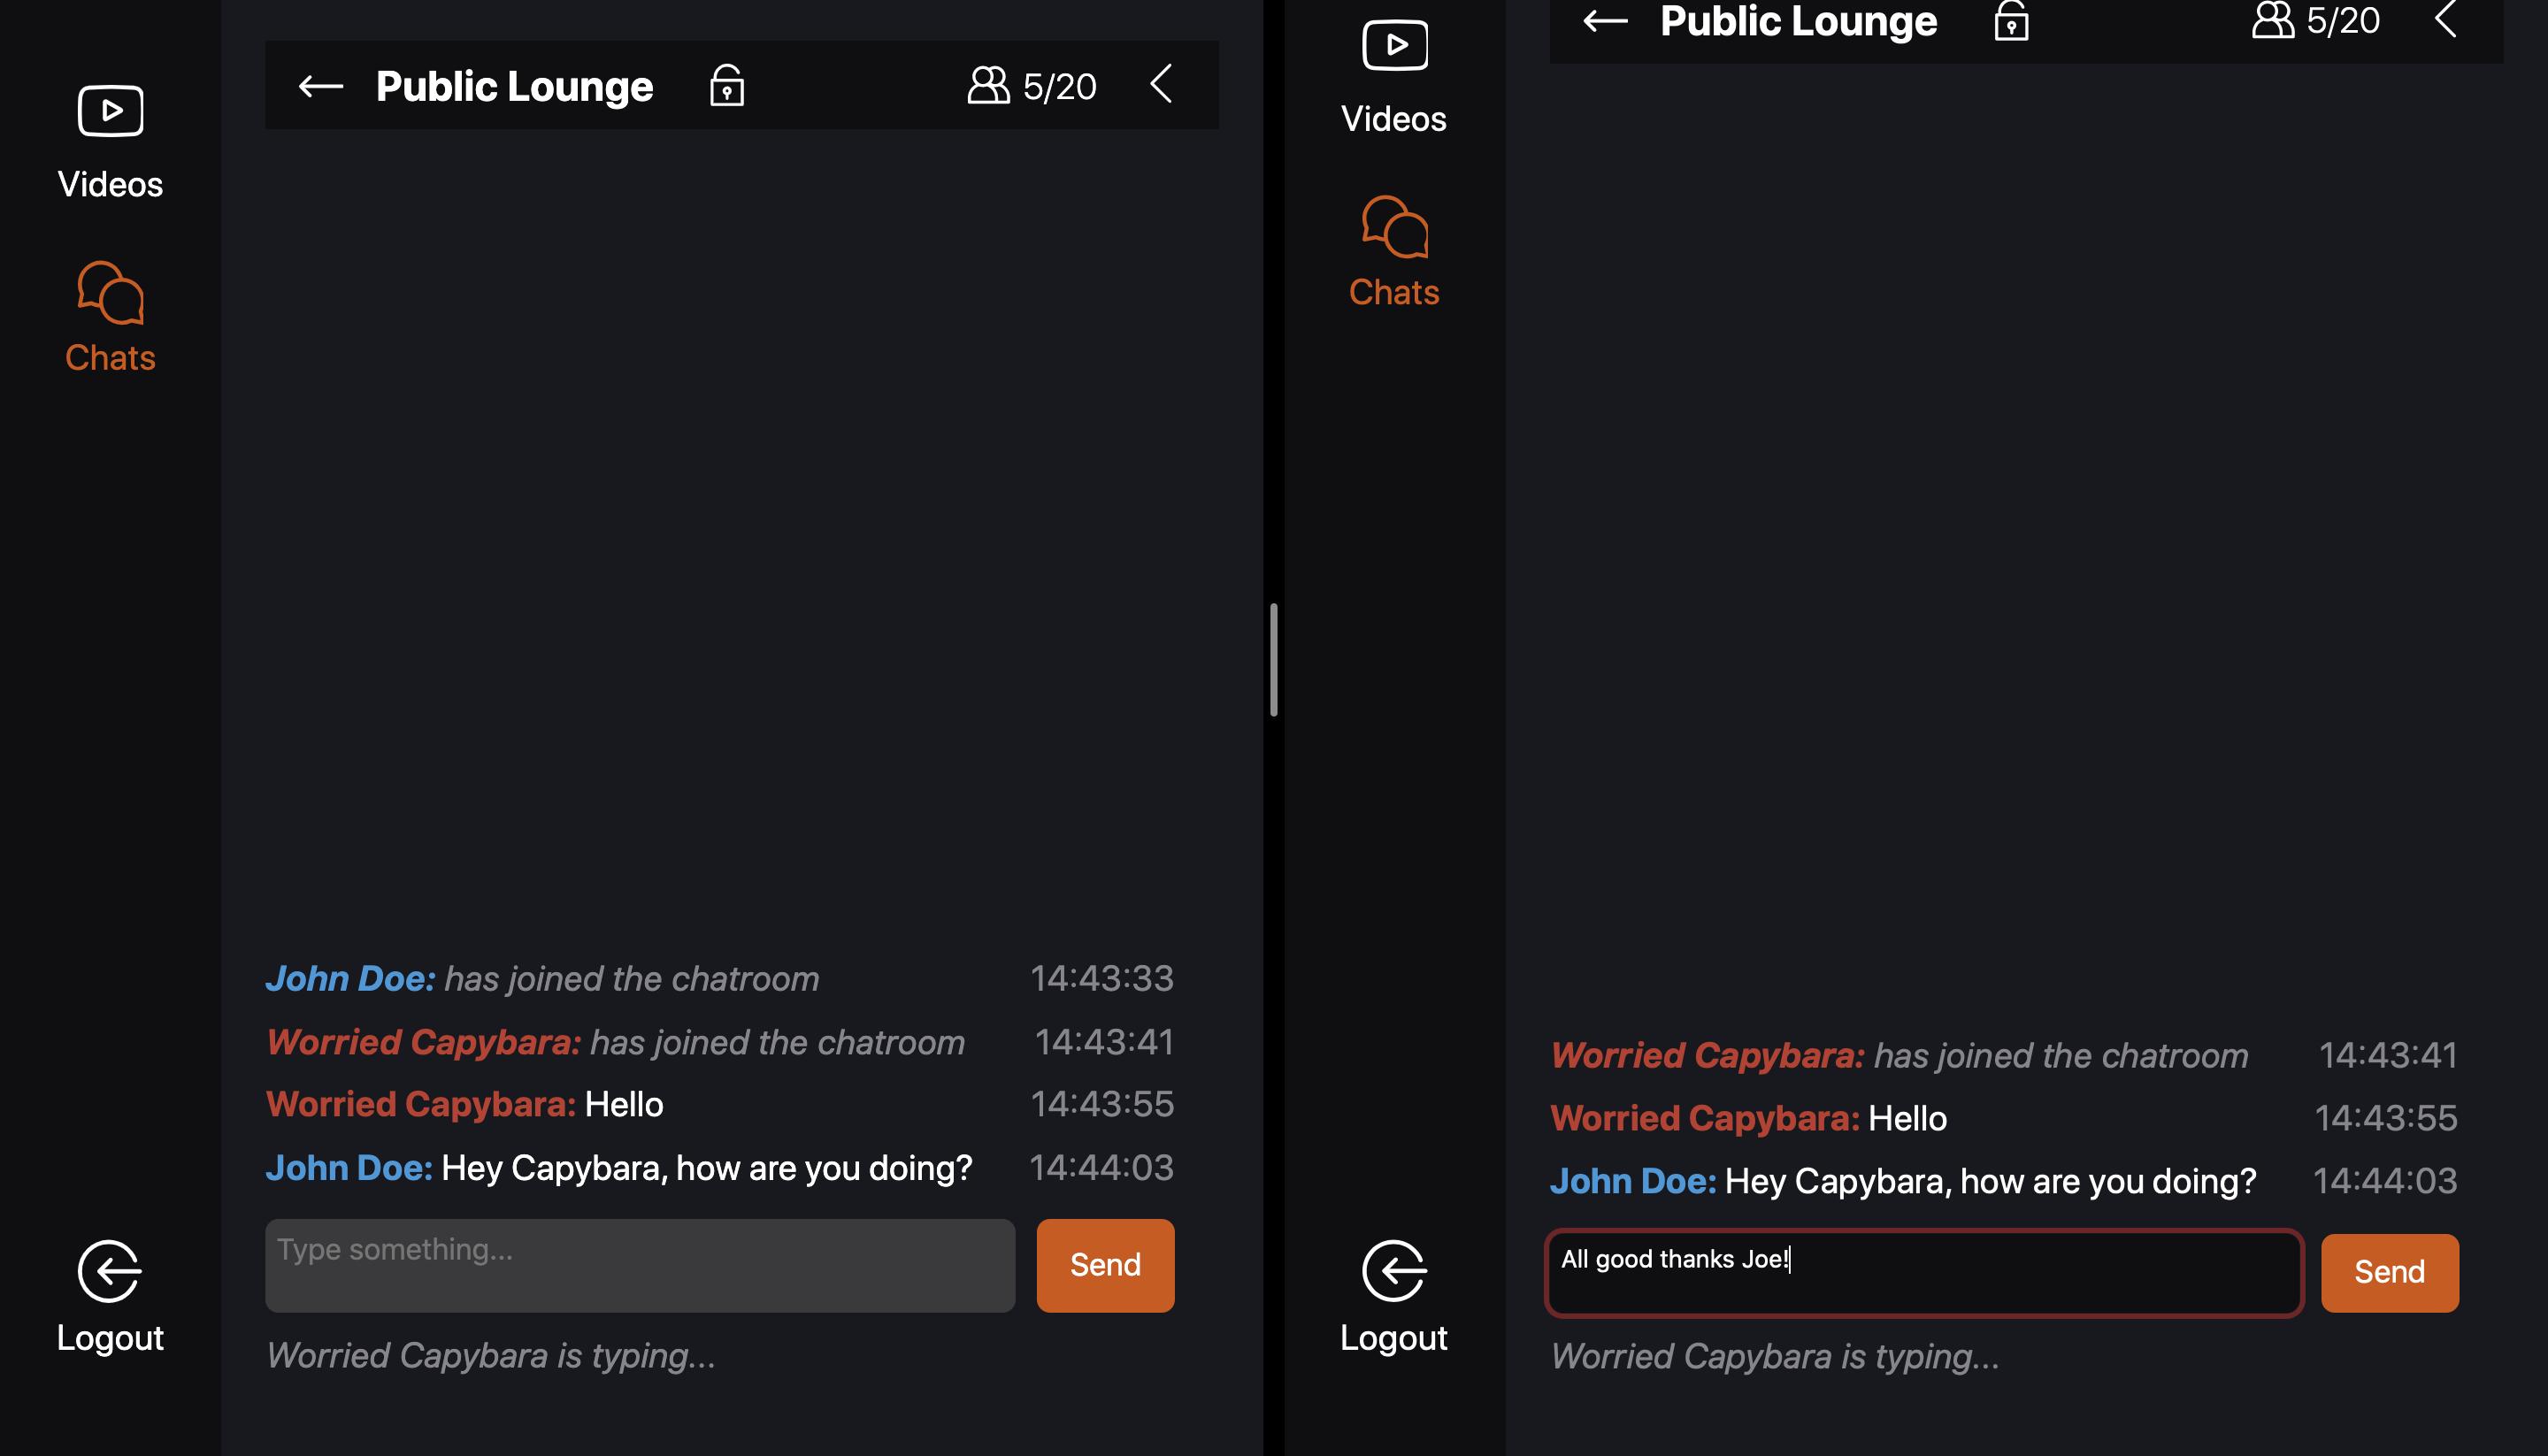 Videos
Chats
Logout
Public Lounge 5/20
John Doe: has joined the chatroom 14:43:33
Worried Capybara: has joined the chatroom 14:43:41
Worried Capybara: Hello 14:43:55
John Doe: Hey Capybara, how are you doing? 14:44:03
Type something...
Send
Worried Capybara is typing...
Videos
Chats
Logout
Public Lounge 5/20
Worried Capybara: has joined the chatroom 14:43:41
Worried Capybara: Hello 14:43:55
John Doe: Hey Capybara, how are you doing? 14:44:03
All good thanks Joe!
Send
Worried Capybara is typing...